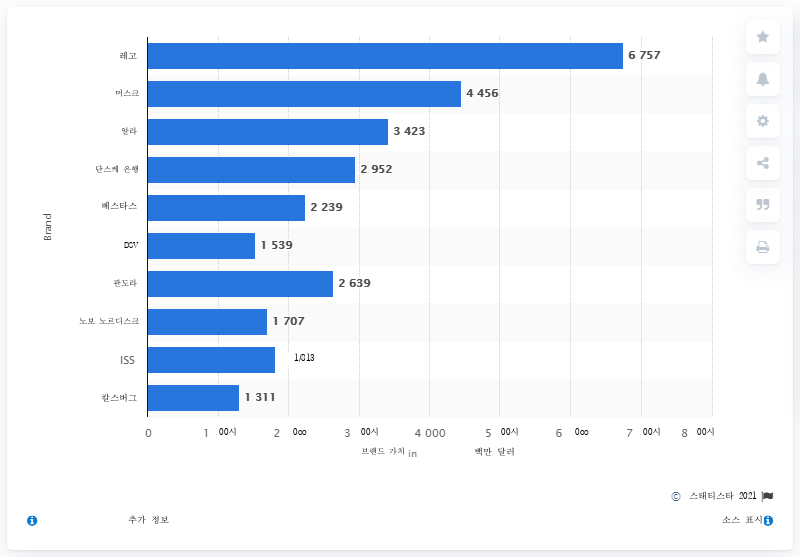 레고 6 757
머스크 4 456
알라 3 423
단스케 은행 2 952
베스타스 2 239
DSV 1 539
판도라 2 639
노보 노르디스크 1 707
ISS 1,813
칼스버그 1 311
Brand
0 1 00시 2 0∞ 3 00시 4 000 5 00시 6 0∞ 7 00시 8 00시
브랜드 가치 in 백만 달러
© 스태티스타 2021
추가 정보 소스 표시